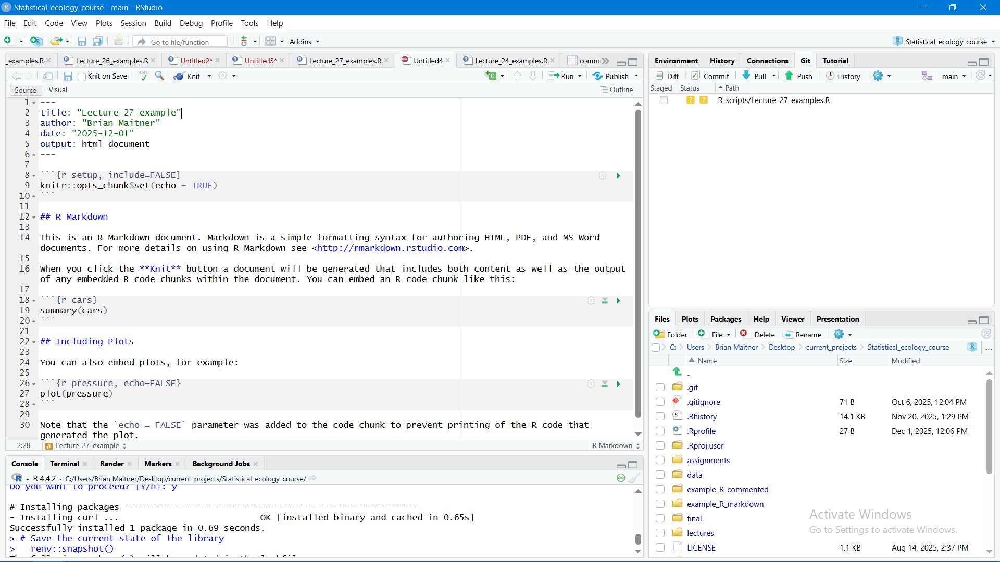 Statistical_ecology_course - main - RStudio
File Edit Code View Plots Session Build Debug Profile Tools Help
Go to file/function Addins Statistical_ecology_course
_examples.R Lecture_26_examples.R Untitled2* Untitled3* Lecture_27_examples.R Untitled4 Lecture_24_examples.R comm
Knit on Save ABC Knit Run Publish
Source Visual Outline
1 ---
2 title: "Lecture_27_example"
3 author: "Brian Maitner"
4 date: "2025-12-01"
5 output: html_document
6 ---
7
8 ```{r setup, include=FALSE}
9 knitr::opts_chunk$set(echo = TRUE)
10 ```
11
12 ## R Markdown
13
14 This is an R Markdown document. Markdown is a simple formatting syntax for authoring HTML, PDF, and MS Word
documents. For more details on using R Markdown see <http://rmarkdown.rstudio.com>.
15
16 When you click the **Knit** button a document will be generated that includes both content as well as the output
of any embedded R code chunks within the document. You can embed an R code chunk like this:
17
18 ```{r cars}
19 summary(cars)
20 ```
21
22 ## Including Plots
23
24 You can also embed plots, for example:
25
26 ```{r pressure, echo=FALSE}
27 plot(pressure)
28 ```
29
30 Note that the `echo = FALSE` parameter was added to the code chunk to prevent printing of the R code that
generated the plot.
2:28 # Lecture_27_example R Markdown
Console Terminal Render Markers Background Jobs
R 4.4.2 · C:/Users/Brian Maitner/Desktop/current_projects/Statistical_ecology_course/
Do you want to proceed? [Y/n]: y
# Installing packages --------------------------------------------------------
- Installing curl ... OK [installed binary and cached in 0.65s]
Successfully installed 1 package in 0.69 seconds.
> # Save the current state of the library
> renv::snapshot()
Environment History Connections Git Tutorial
Diff Commit Pull Push History main
Staged Status Path
? ? R_scripts/Lecture_27_examples.R
Files Plots Packages Help Viewer Presentation
Folder File Delete Rename
C: Users Brian Maitner Desktop current_projects Statistical_ecology_course ...
Name Size Modified
..
.git
.gitignore 71 B Oct 6, 2025, 12:04 PM
.Rhistory 14.1 KB Nov 20, 2025, 1:29 PM
.Rprofile 27 B Dec 1, 2025, 12:06 PM
.Rproj.user
assignments
data
example_R_commented
example_R_markdown
final
lectures
LICENSE 1.1 KB Aug 14, 2025, 2:37 PM
Activate Windows
Go to Settings to activate Windows.